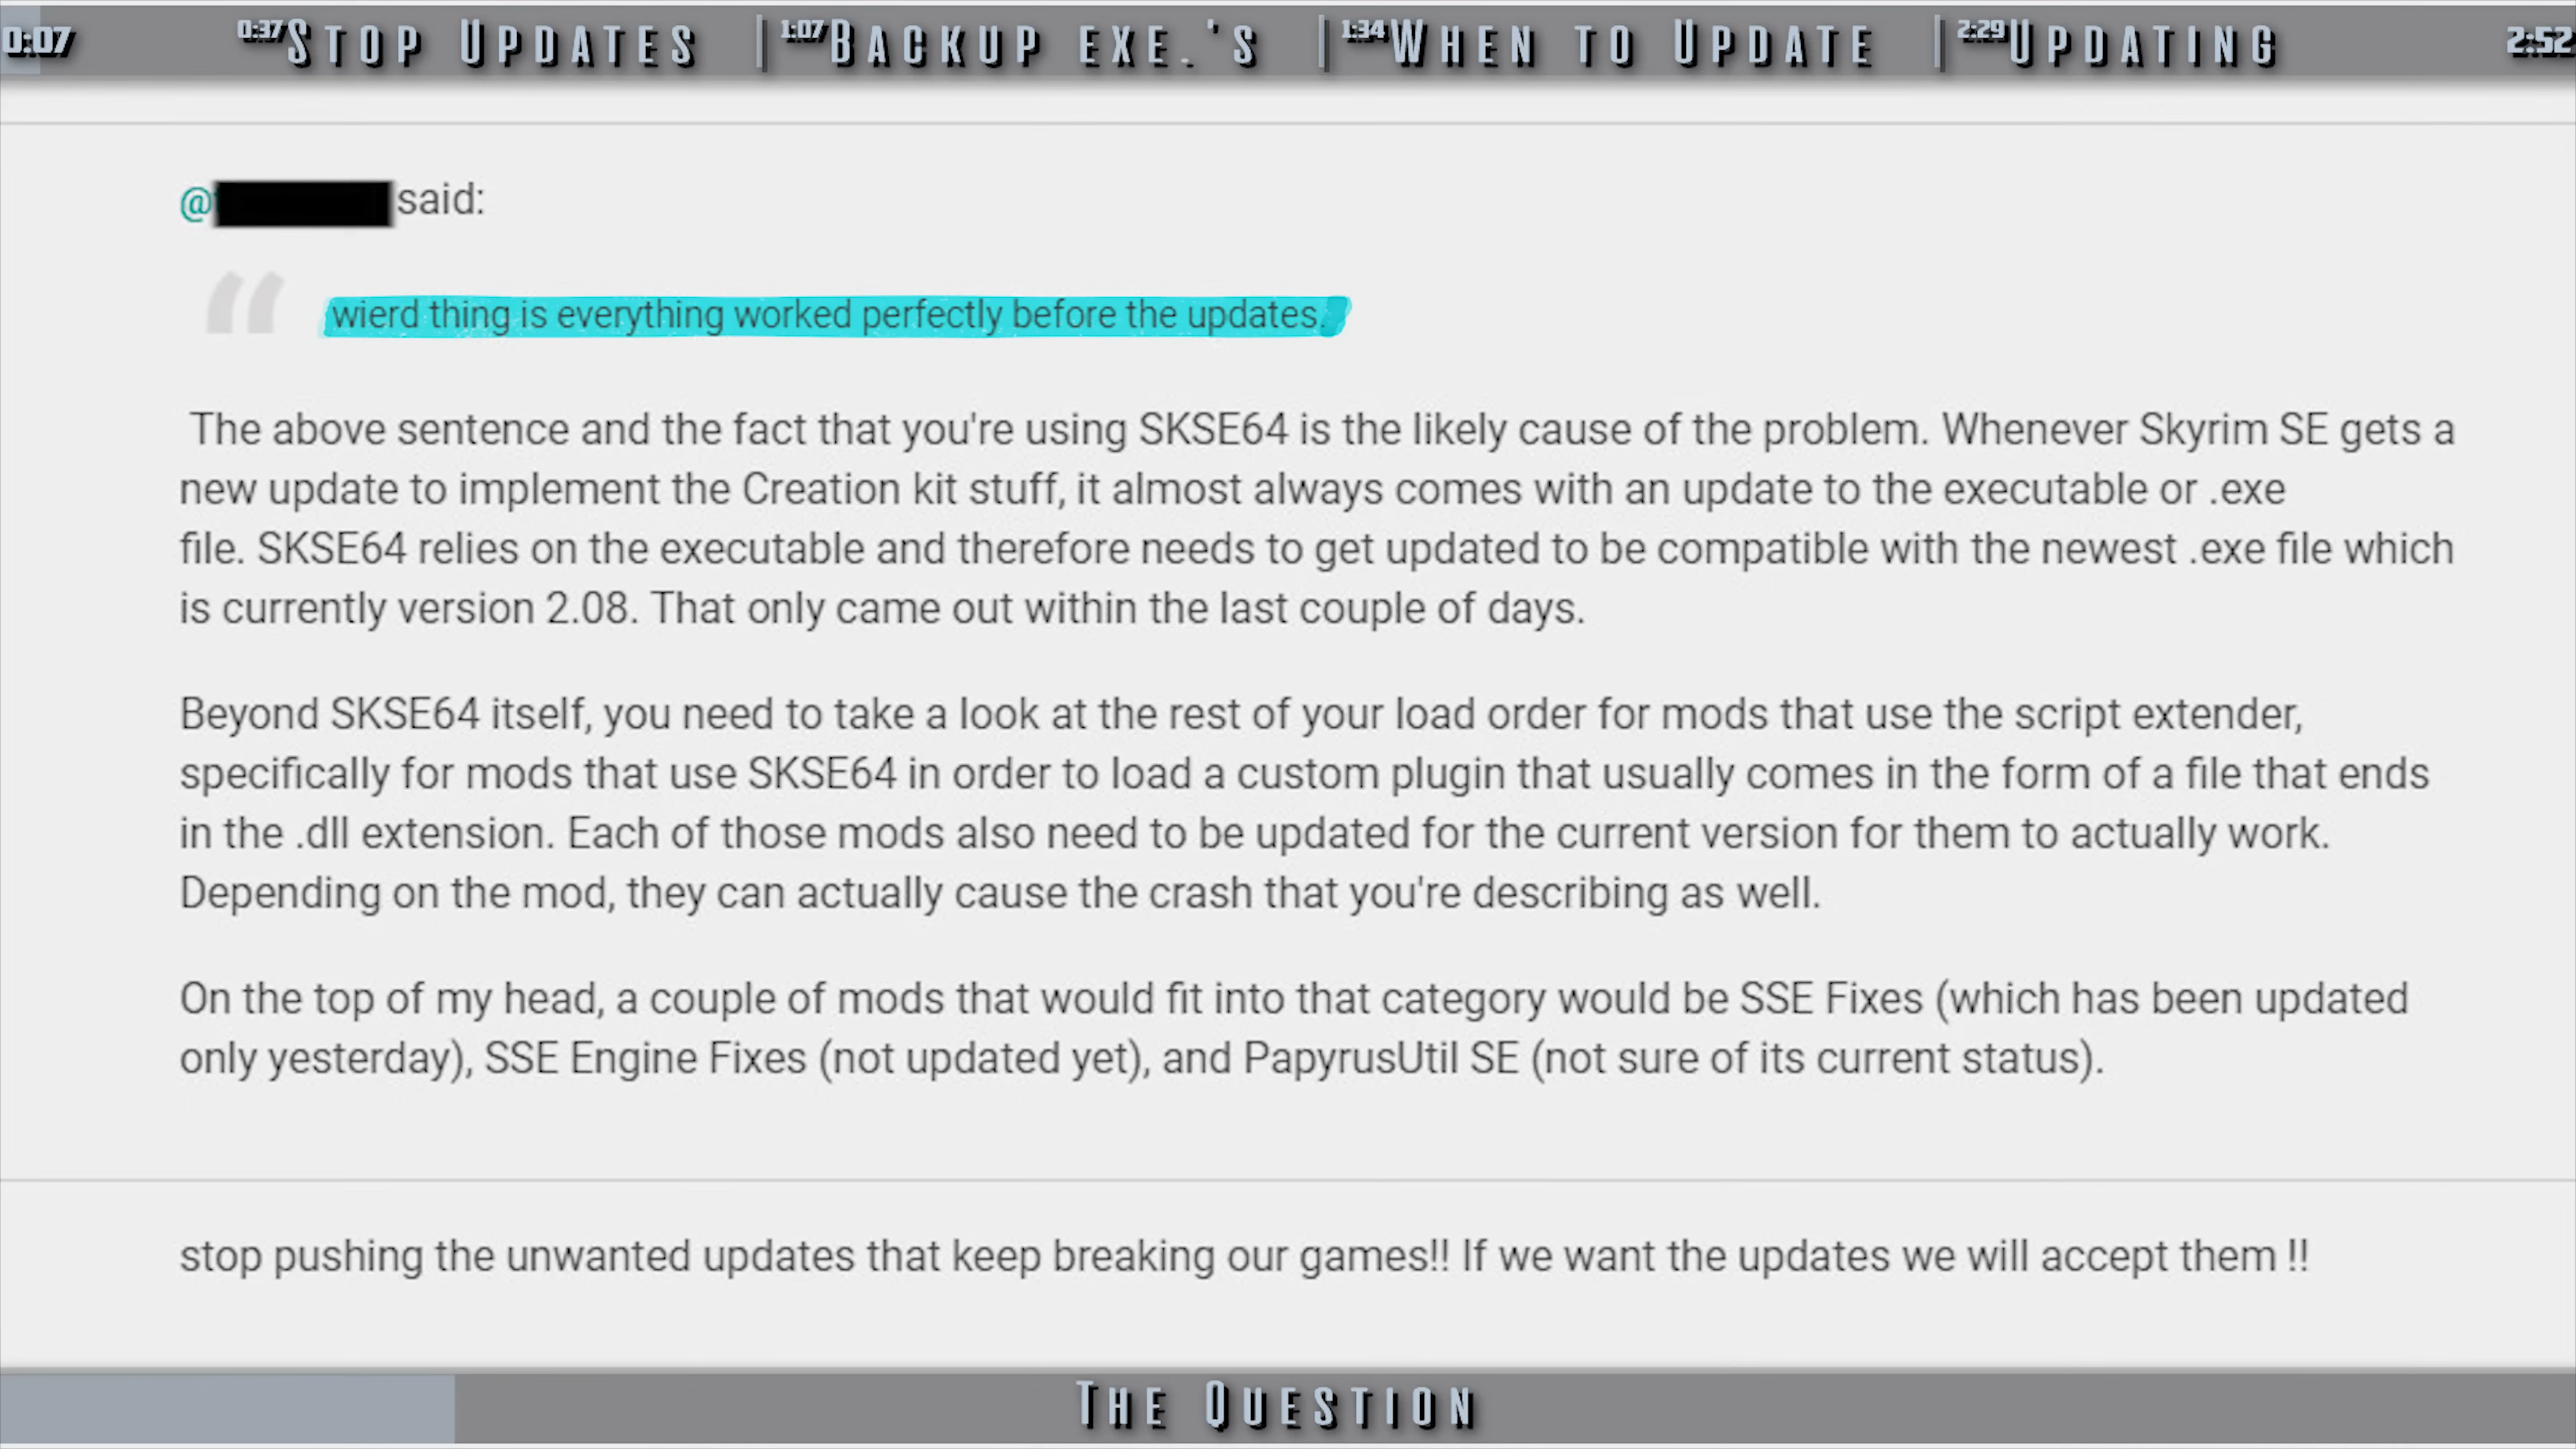 0:07 0:37 STOP UPDATES | 1:07 BACKUP EXE.'S | 1:34 WHEN TO UPDATE | 2:29 UPDATING 2:52
@ said:
“ wierd thing is everything worked perfectly before the updates.
The above sentence and the fact that you're using SKSE64 is the likely cause of the problem. Whenever Skyrim SE gets a
new update to implement the Creation kit stuff, it almost always comes with an update to the executable or .exe
file. SKSE64 relies on the executable and therefore needs to get updated to be compatible with the newest .exe file which
is currently version 2.08. That only came out within the last couple of days.
Beyond SKSE64 itself, you need to take a look at the rest of your load order for mods that use the script extender,
specifically for mods that use SKSE64 in order to load a custom plugin that usually comes in the form of a file that ends
in the .dll extension. Each of those mods also need to be updated for the current version for them to actually work.
Depending on the mod, they can actually cause the crash that you're describing as well.
On the top of my head, a couple of mods that would fit into that category would be SSE Fixes (which has been updated
only yesterday), SSE Engine Fixes (not updated yet), and PapyrusUtil SE (not sure of its current status).
stop pushing the unwanted updates that keep breaking our games!! If we want the updates we will accept them !!
THE QUESTION